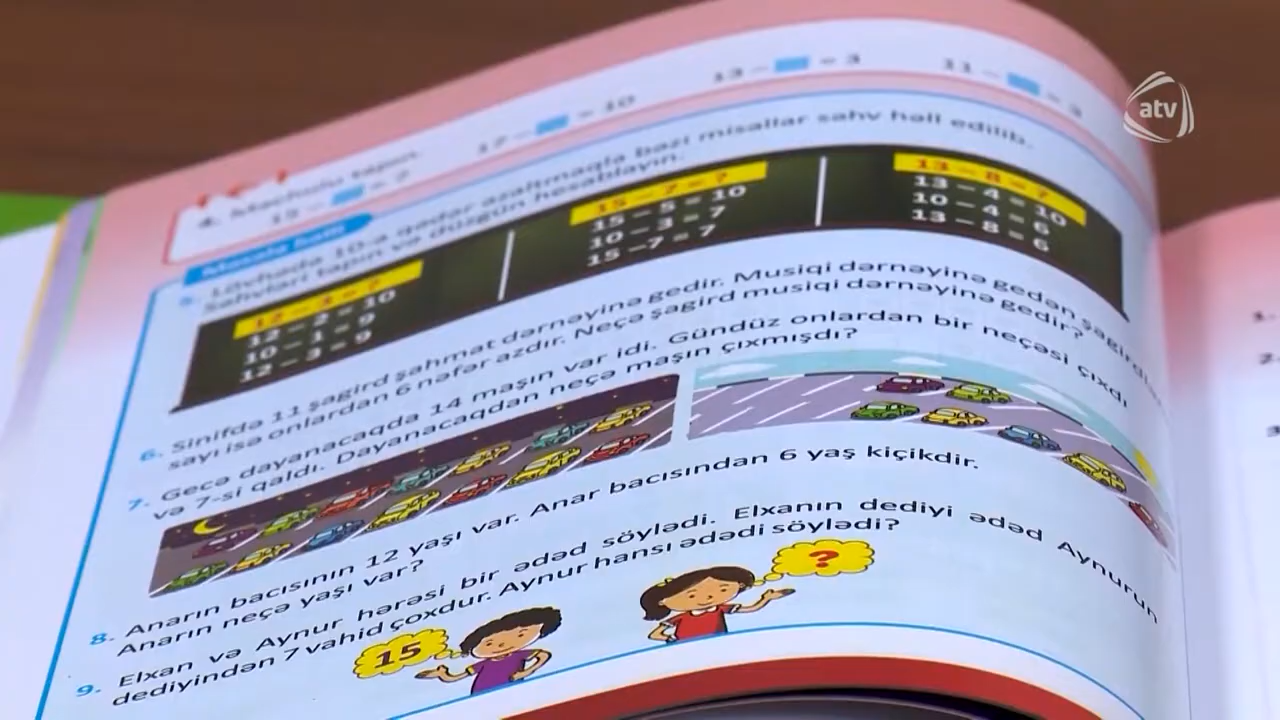 atv
13 - = 3
11 - = 3
17 - = 10
4. Məchulu tapın.
Məsələ həlli
5. Lövhədə 10-a qədər azaltmaqla bəzi misallar səhv həll edilib.
Səhvləri tapın və düzgün hesablayın.
12 - 3 = ?
12 - 2 = 10
10 - 1 = 9
12 - 3 = 9
15 - 7 = ?
15 - 5 = 10
10 - 3 = 7
15 - 7 = 7
13 - 8 = ?
13 - 4 = 10
10 - 4 = 6
13 - 8 = 6
6. Sinifdə 11 şagird şahmat dərnəyinə gedir. Musiqi dərnəyinə gedən
sayı isə onlardan 6 nəfər azdır. Neçə şagird musiqi dərnəyinə gedir?
7. Gecə dayanacaqda 14 maşın var idi. Gündüz onlardan bir neçəsi çıxdı
və 7-si qaldı. Dayanacaqdan neçə maşın çıxmışdı?
8. Anarın bacısının 12 yaşı var. Anar bacısından 6 yaş kiçikdir.
Anarın neçə yaşı var?
9. Elxan və Aynur hərəsi bir ədəd söylədi. Elxanın dediyi ədəd Aynurun
dediyindən 7 vahid çoxdur. Aynur hansı ədədi söylədi?
15
?
1.
2.
3